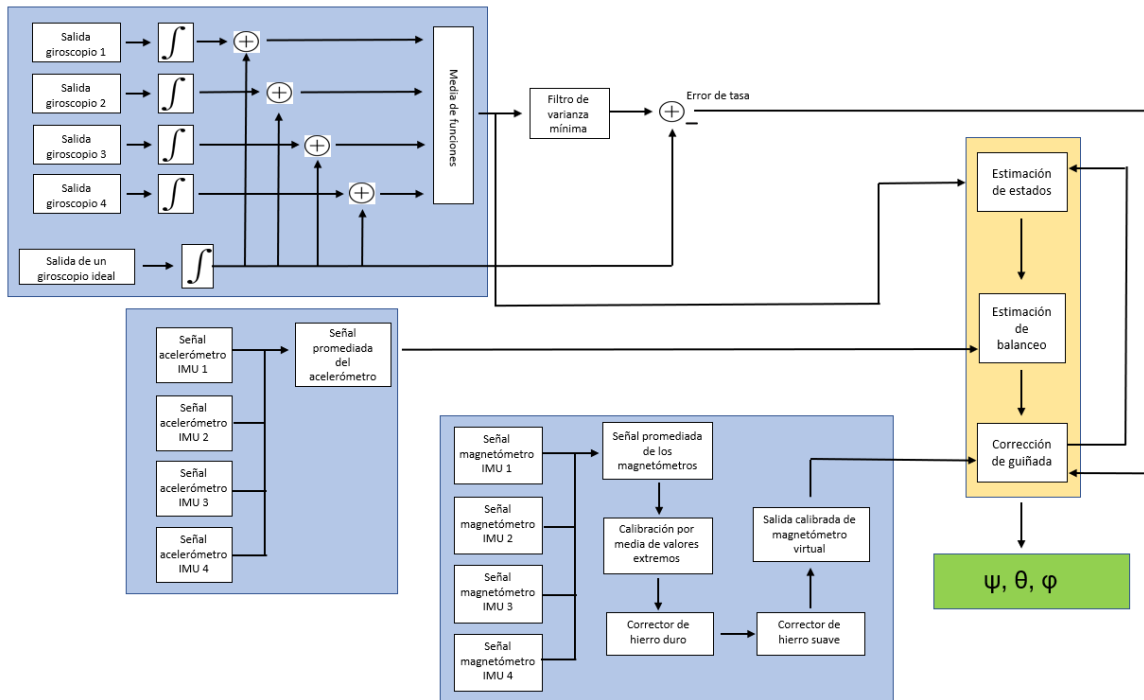 Salida
giroscopio 1
Salida
giroscopio 2
Salida
giroscopio 3
Salida
giroscopio 4
Salida de un
giroscopio ideal
Media de funciones
Filtro de
varianza
mínima
Error de tasa
Estimación
de estados
Estimación
de
balanceo
Corrección
de guiñada
ψ, θ, φ
Señal
acelerómetro
IMU 1
Señal
acelerómetro
IMU 2
Señal
acelerómetro
IMU 3
Señal
acelerómetro
IMU 4
Señal
promediada
del
acelerómetro
Señal
magnetómetro
IMU 1
Señal
magnetómetro
IMU 2
Señal
magnetómetro
IMU 3
Señal
magnetómetro
IMU 4
Señal promediada
de los
magnetómetros
Calibración por
media de valores
extremos
Corrector de
hierro duro
Corrector de
hierro suave
Salida calibrada de
magnetómetro
virtual